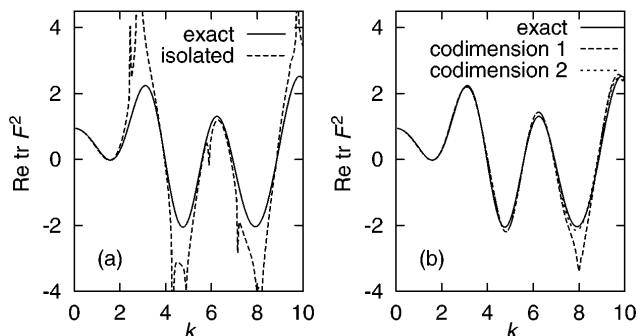 4
2
0
-2
-4
Re tr F²
exact
isolated
(a)
0 2 4 6 8 10
k
4
2
0
-2
-4
Re tr F²
exact
codimension 1
codimension 2
(b)
0 2 4 6 8 10
k